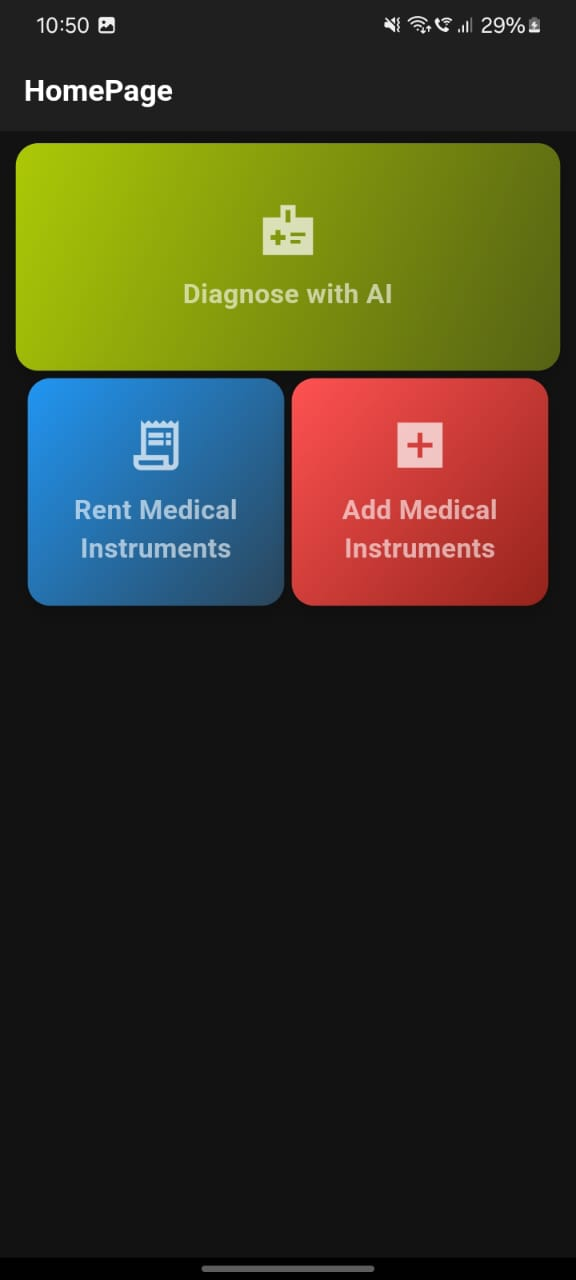 10:50
29%
HomePage
Diagnose with AI
Rent Medical
Instruments
Add Medical
Instruments